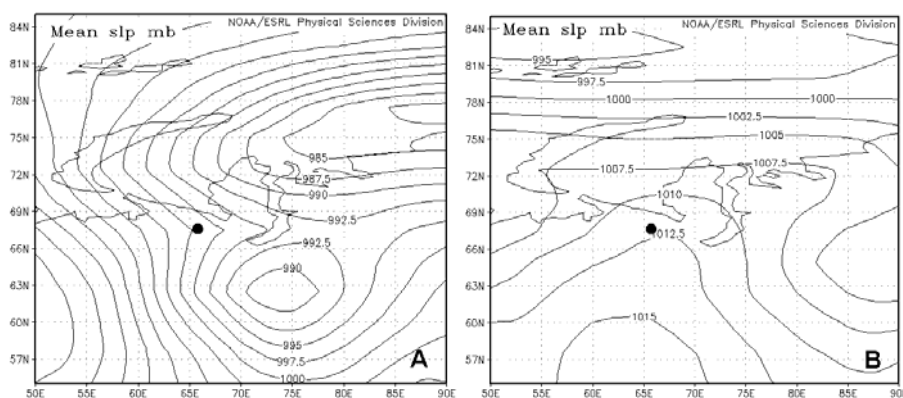 NOAA/ESRL Physical Sciences Division
Mean slp mb
85N
81N
78N
75N
72N
69N
66N
63N
60N
57N
985
987.5
990
992.5
992.5
990
995
997.5
1000
A
50E 55E 60E 65E 70E 75E 80E 85E 90E
NOAA/ESRL Physical Sciences Division
Mean slp mb
85N
81N
78N
75N
72N
69N
66N
63N
60N
57N
995
997.5
1000 1000
1002.5
1005
1007.5 1007.5
1010
1012.5
1015
B
50E 55E 60E 65E 70E 75E 80E 85E 90E